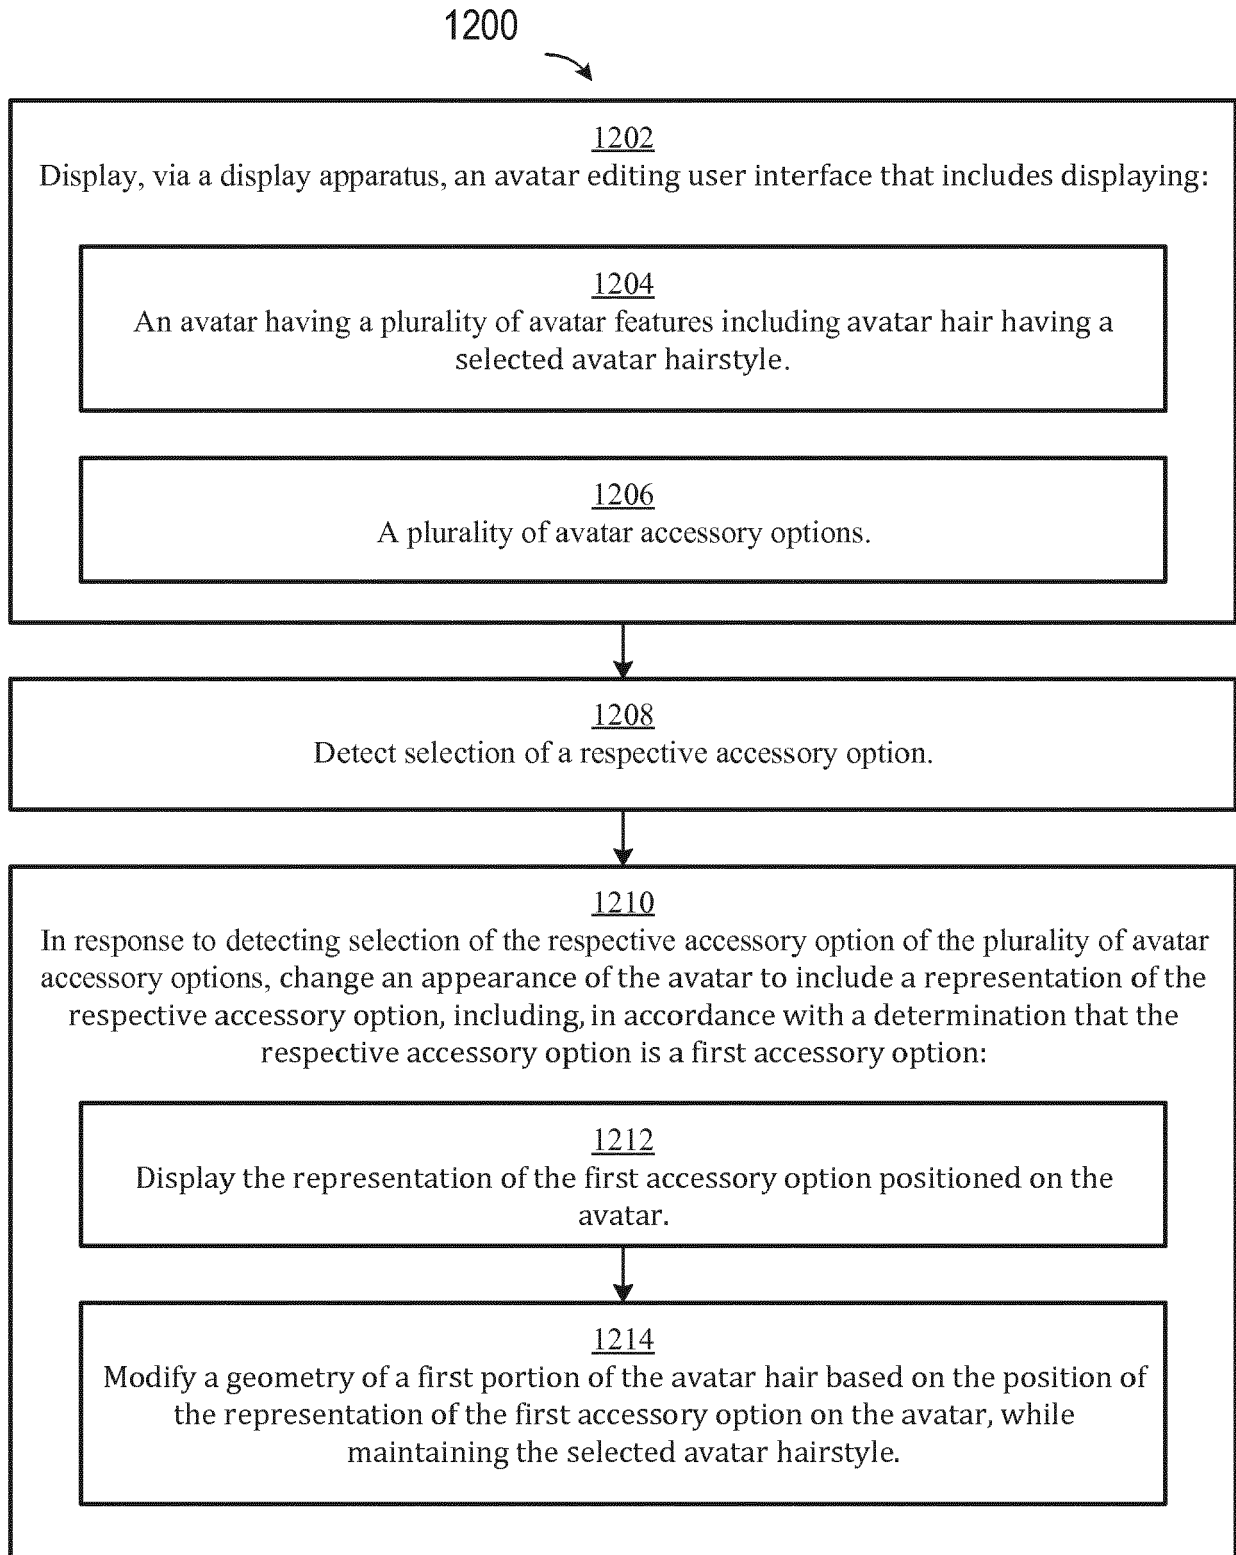 1200
1202
Display, via a display apparatus, an avatar editing user interface that includes displaying:
1204
An avatar having a plurality of avatar features including avatar hair having a
selected avatar hairstyle.
1206
A plurality of avatar accessory options.
1208
Detect selection of a respective accessory option.
1210
In response to detecting selection of the respective accessory option of the plurality of avatar
accessory options, change an appearance of the avatar to include a representation of the
respective accessory option, including, in accordance with a determination that the
respective accessory option is a first accessory option:
1212
Display the representation of the first accessory option positioned on the
avatar.
1214
Modify a geometry of a first portion of the avatar hair based on the position of
the representation of the first accessory option on the avatar, while
maintaining the selected avatar hairstyle.